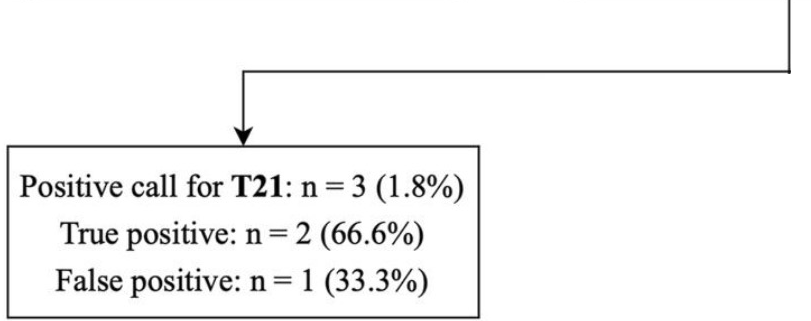 Positive call for T21: n = 3 (1.8%)
True positive: n = 2 (66.6%)
False positive: n = 1 (33.3%)